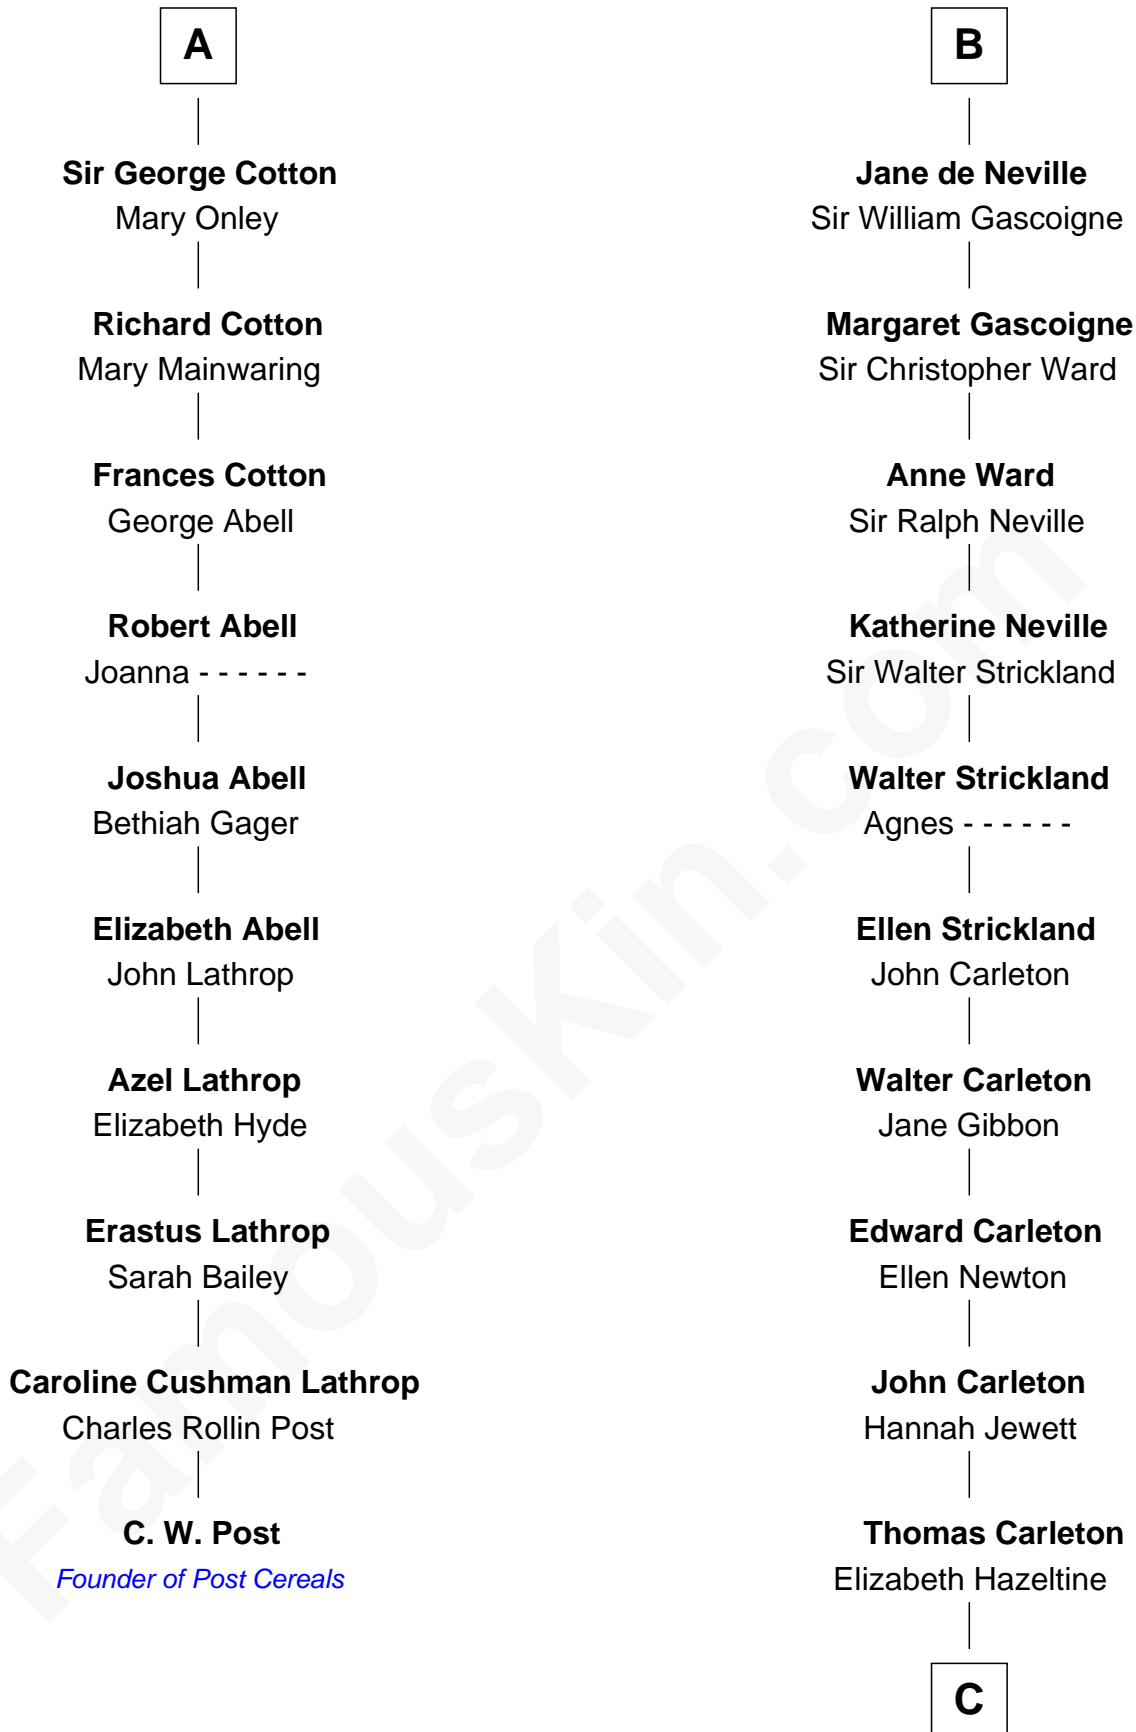 A
Sir George Cotton
Mary Onley
Richard Cotton
Mary Mainwaring
Frances Cotton
George Abell
Robert Abell
Joanna - - - - - -
Joshua Abell
Bethiah Gager
Elizabeth Abell
John Lathrop
Azel Lathrop
Elizabeth Hyde
Erastus Lathrop
Sarah Bailey
Caroline Cushman Lathrop
Charles Rollin Post
C. W. Post
Founder of Post Cereals
B
Jane de Neville
Sir William Gascoigne
Margaret Gascoigne
Sir Christopher Ward
Anne Ward
Sir Ralph Neville
Katherine Neville
Sir Walter Strickland
Walter Strickland
Agnes - - - - - -
Ellen Strickland
John Carleton
Walter Carleton
Jane Gibbon
Edward Carleton
Ellen Newton
John Carleton
Hannah Jewett
Thomas Carleton
Elizabeth Hazeltine
C
FamousKin.com